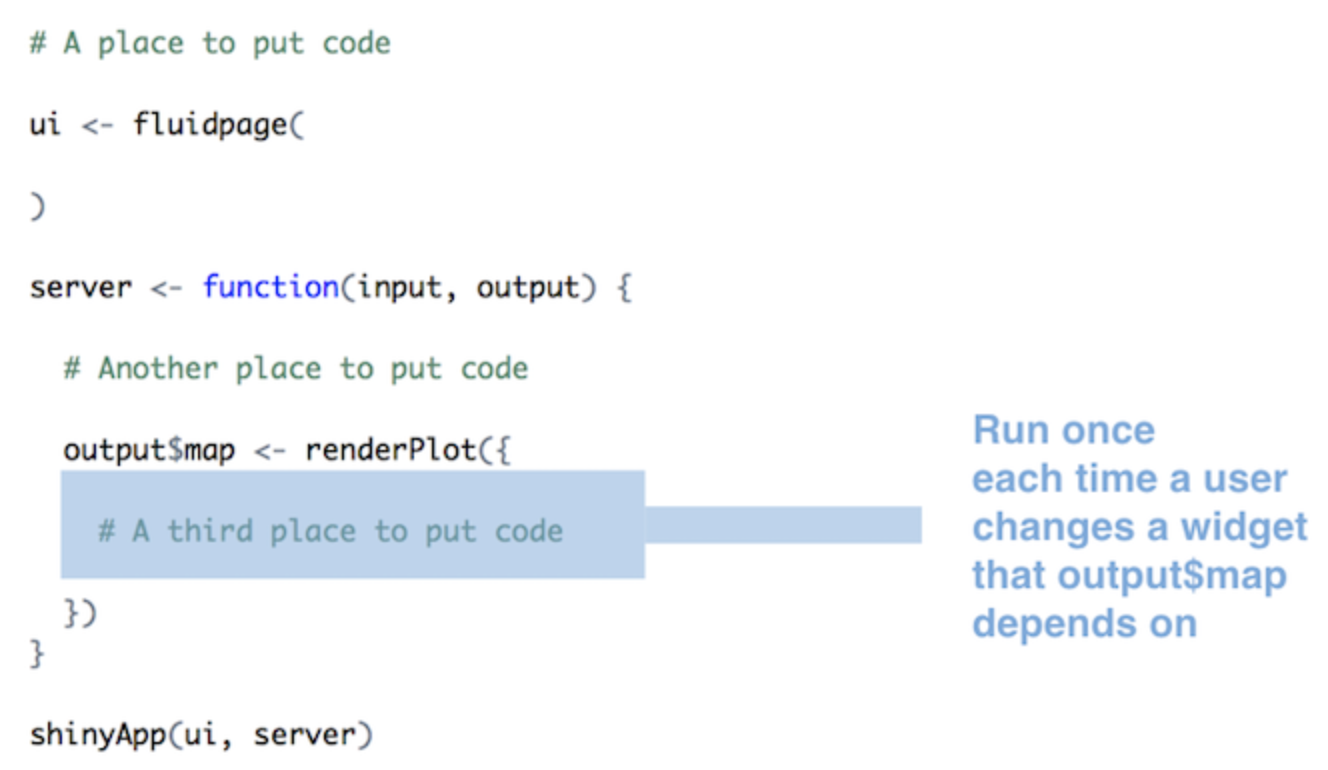 # A place to put code
ui <- fluidpage(
)
server <- function(input, output) {
# Another place to put code
output$map <- renderPlot({
# A third place to put code
})
}
shinyApp(ui, server)
Run once
each time a user
changes a widget
that output$map
depends on